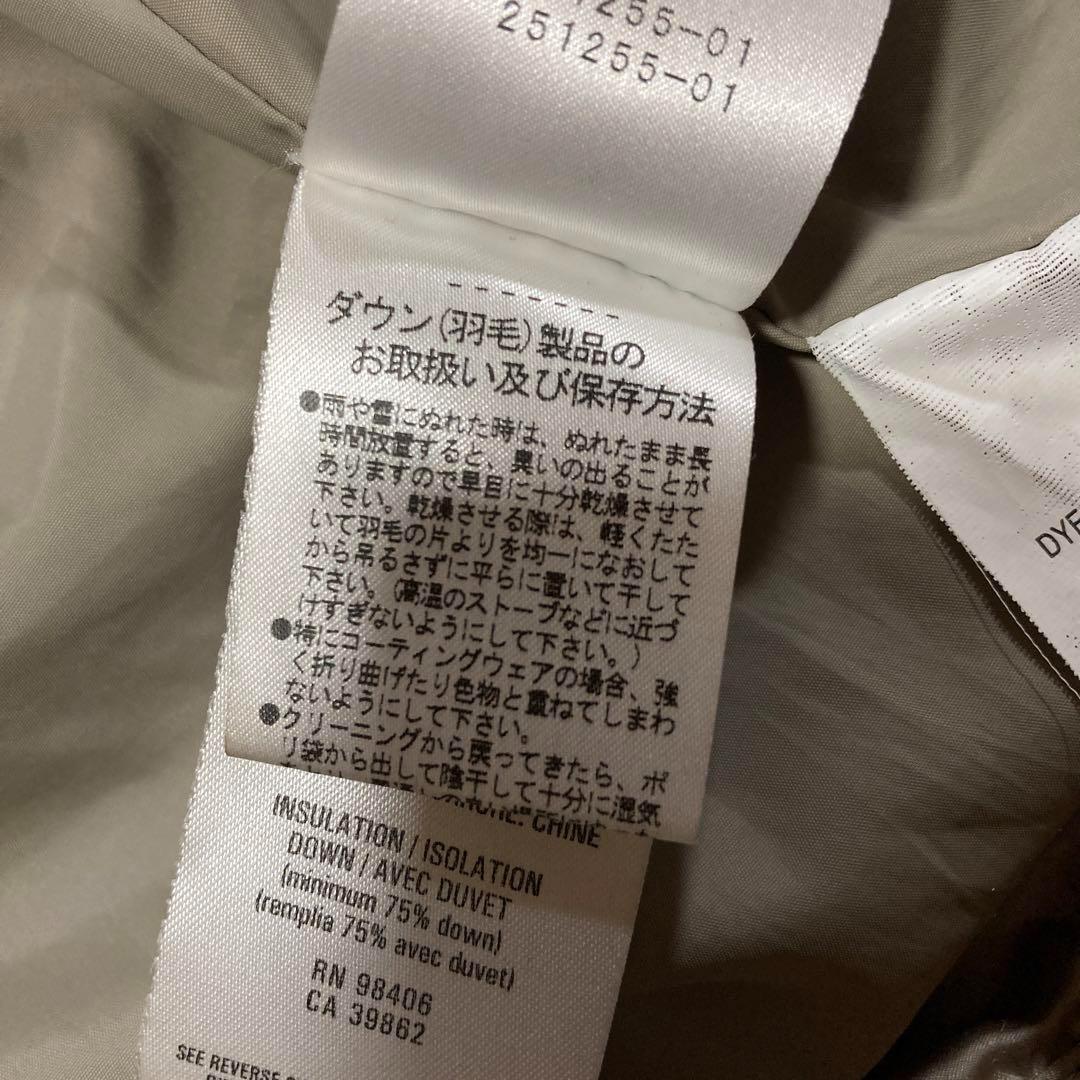 255-01
251255-01
ダウン(羽毛)製品の
お取扱い及び保存方法
●雨や雪にぬれた時は、ぬれたまま長
時間放置すると、臭いの出ることが
ありますので早目に十分乾燥させて
下さい。乾燥させる際は、軽くたた
いて羽毛の片よりを均一になおして
から吊るさずに平らに置いて干して
下さい。(高温のストーブなどに近づ
けすぎないようにして下さい。)
●特にコーティングウェアの場合、強
く折り曲げたり色物と重ねてしまわ
ないようにして下さい。
●クリーニングから戻ってきたら、ポ
リ袋から出して陰干して十分に湿気
CHINE
INSULATION / ISOLATION
DOWN / AVEC DUVET
(minimum 75% down)
(remplia 75% avec duvet)
RN 98406
CA 39862
SEE REVERSE
DYE